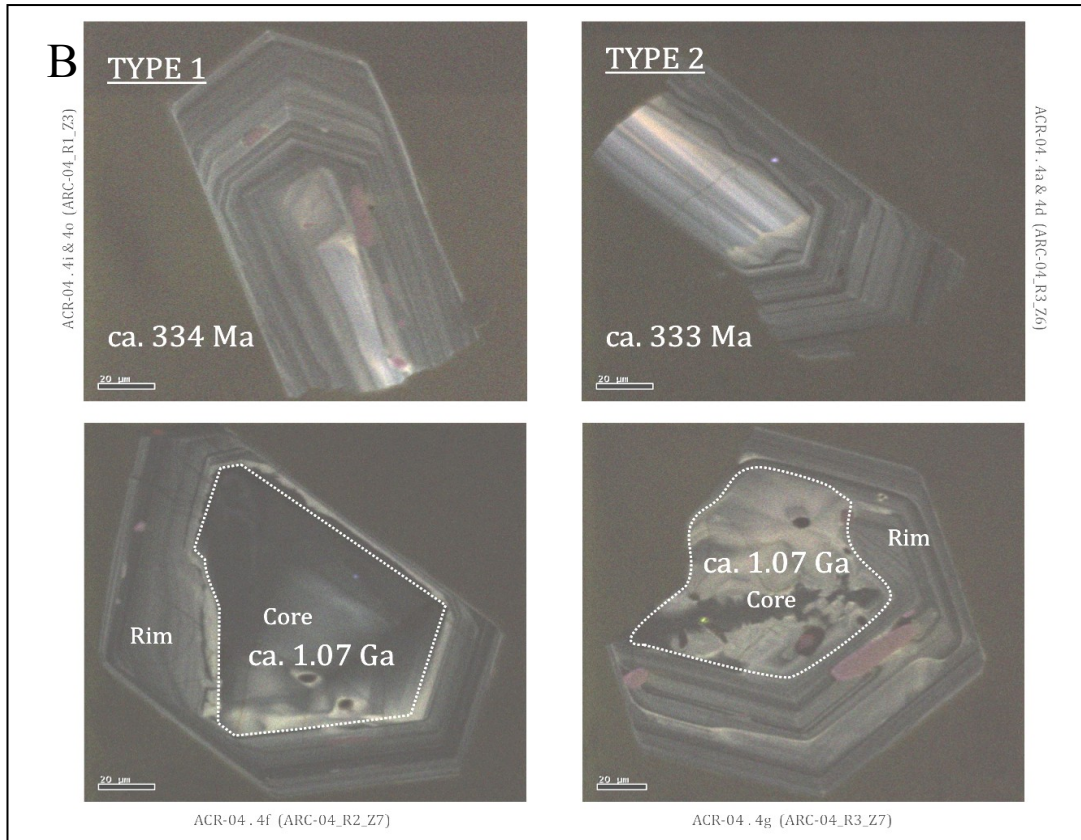 B
TYPE 1
ACR-04 . 4i & 4o (ARC-04_R1_Z3)
ca. 334 Ma
20 µm
TYPE 2
ACR-04 . 4a & 4d (ARC-04_R3_Z6)
ca. 333 Ma
20 µm
Rim
Core
ca. 1.07 Ga
20 µm
ACR-04 . 4f (ARC-04_R2_Z7)
Rim
ca. 1.07 Ga
Core
20 µm
ACR-04 . 4g (ARC-04_R3_Z7)